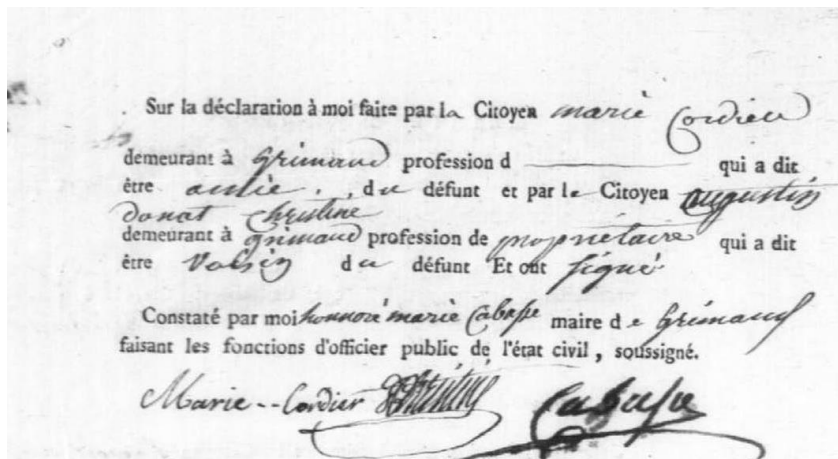 Sur la déclaration à moi faite par la Citoyen marie Cordier
demeurant à Grimaud profession d qui a dit
être amie du défunt et par le Citoyen augustin
donat Christine
demeurant à grimaud profession de propriétaire qui a dit
être Voisin du défunt Et ont signé
Constaté par moi honnoré marie Cabasse maire de Grimaud
faisant les fonctions d'officier public de l'état civil, soussigné.
Marie--Cordier Cabasse